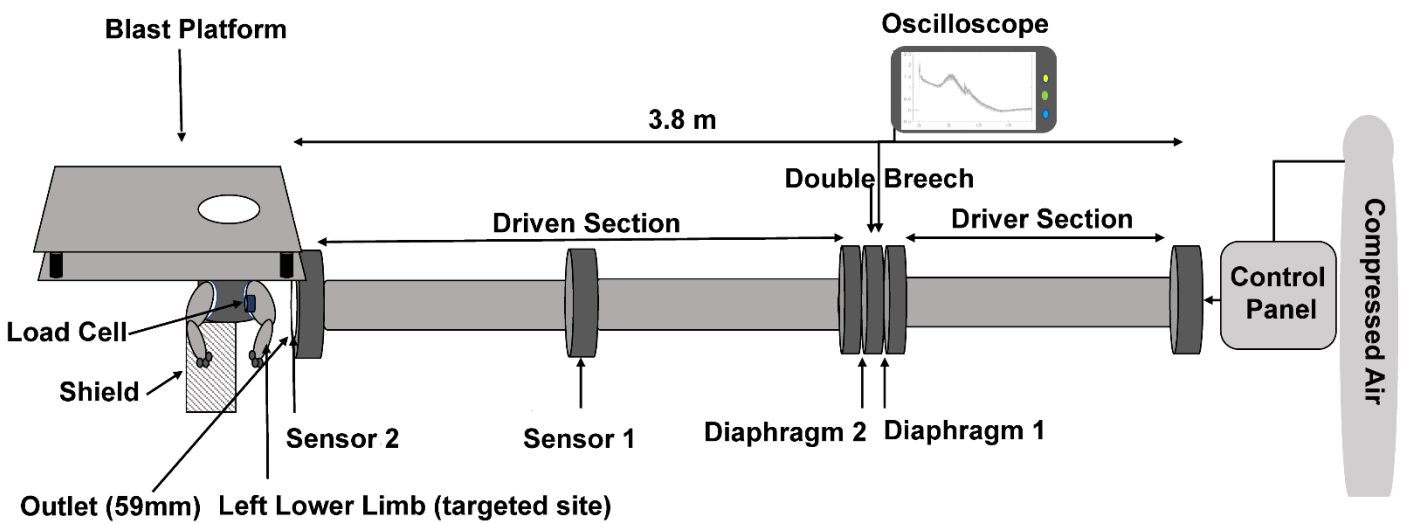 Blast Platform
Oscilloscope
3.8 m
Double Breech
Driven Section
Driver Section
Compressed Air
Control
Panel
Load Cell
Shield
Sensor 2
Sensor 1
Diaphragm 2
Diaphragm 1
Outlet (59mm)
Left Lower Limb (targeted site)